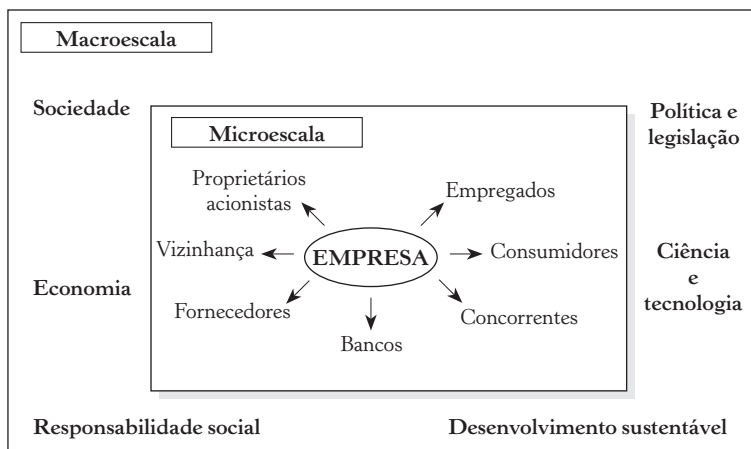 Macroescala
Sociedade
Política e
legislação
Microescala
Proprietários
acionistas
Empregados
Vizinhança
EMPRESA
Consumidores
Ciência
e
tecnologia
Economia
Fornecedores
Concorrentes
Bancos
Responsabilidade social
Desenvolvimento sustentável